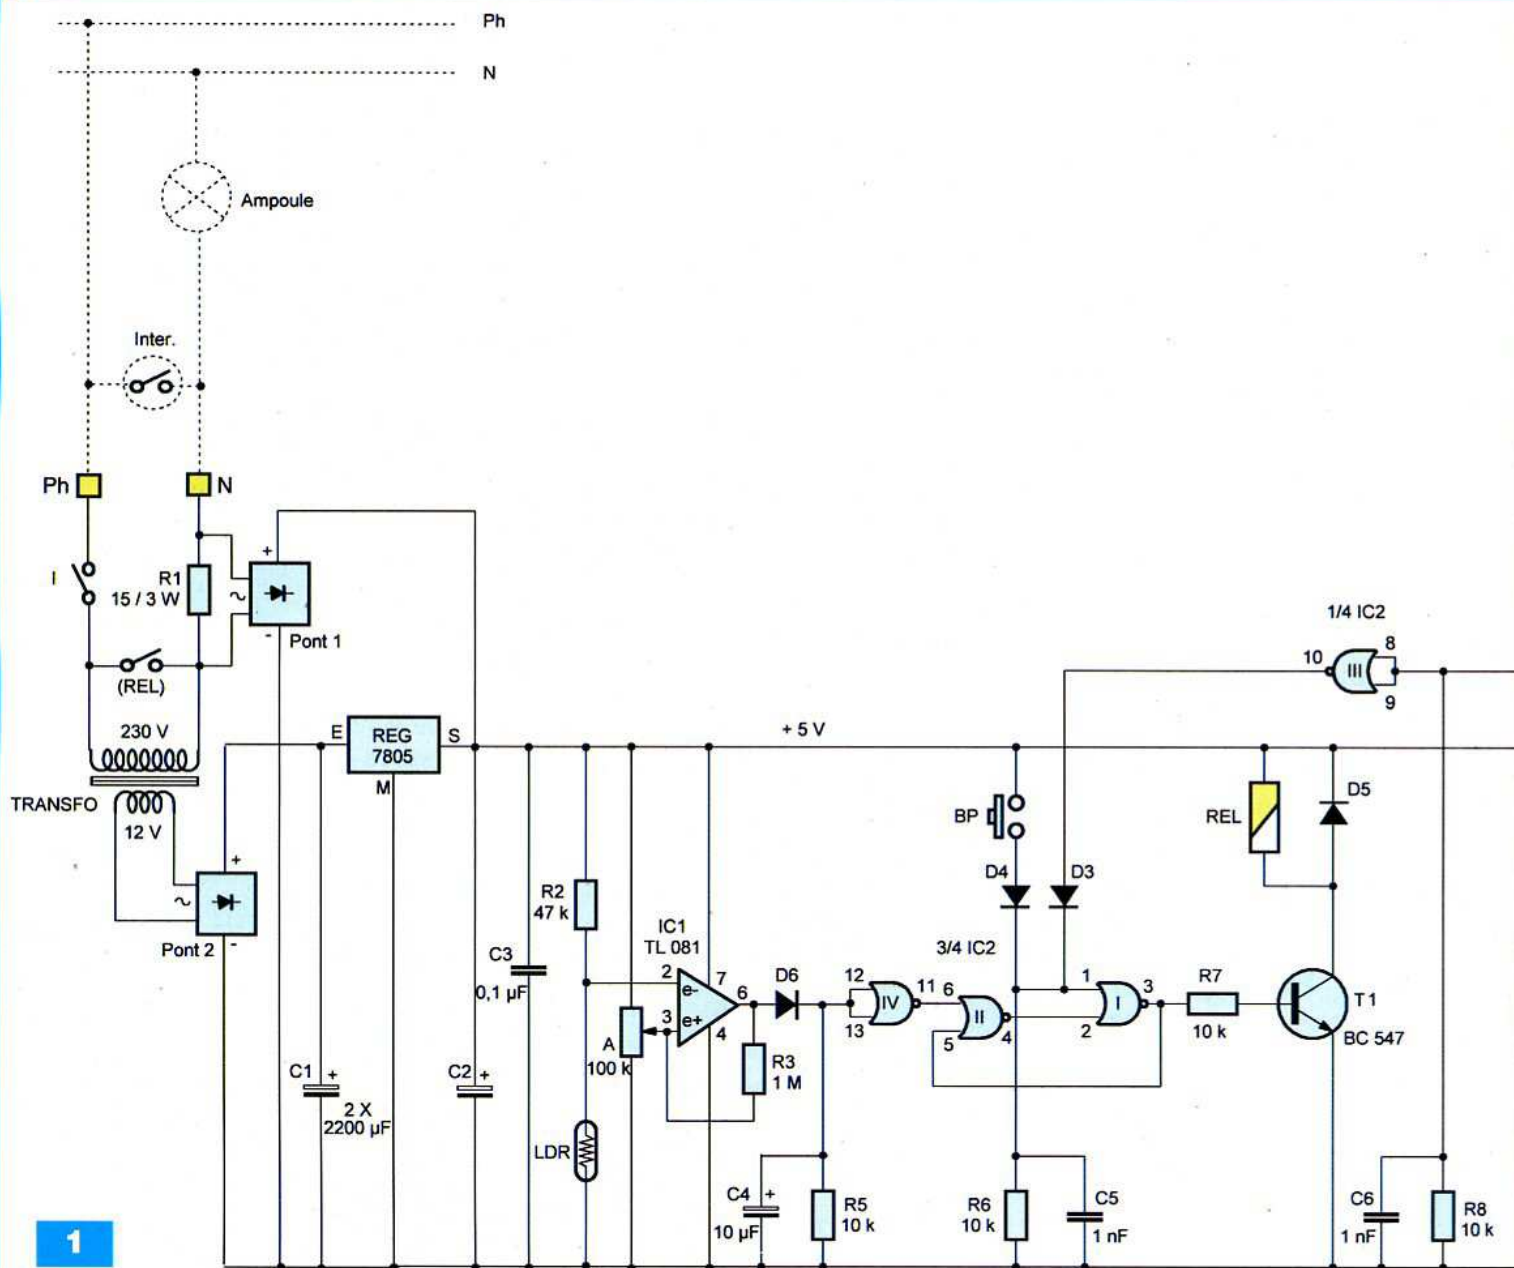 Ph
N
Ampoule
Inter.
Ph
N
I
R1
15 / 3 W
+
~
-
Pont 1
(REL)
230 V
TRANSFO
12 V
+
~
-
Pont 2
E
REG
7805
S
M
+ 5 V
C1
+
2 X
2200 µF
C2
+
C3
0,1 µF
R2
47 k
LDR
A
100 k
IC1
TL 081
2
e-
3
e+
7
6
4
R3
1 M
D6
C4
+
10 µF
R5
10 k
12
13
IV
11
6
5
II
4
3/4 IC2
BP
D4
D3
1
2
I
3
R6
10 k
C5
1 nF
R7
10 k
T1
BC 547
REL
D5
1/4 IC2
10
III
8
9
C6
1 nF
R8
10 k
1